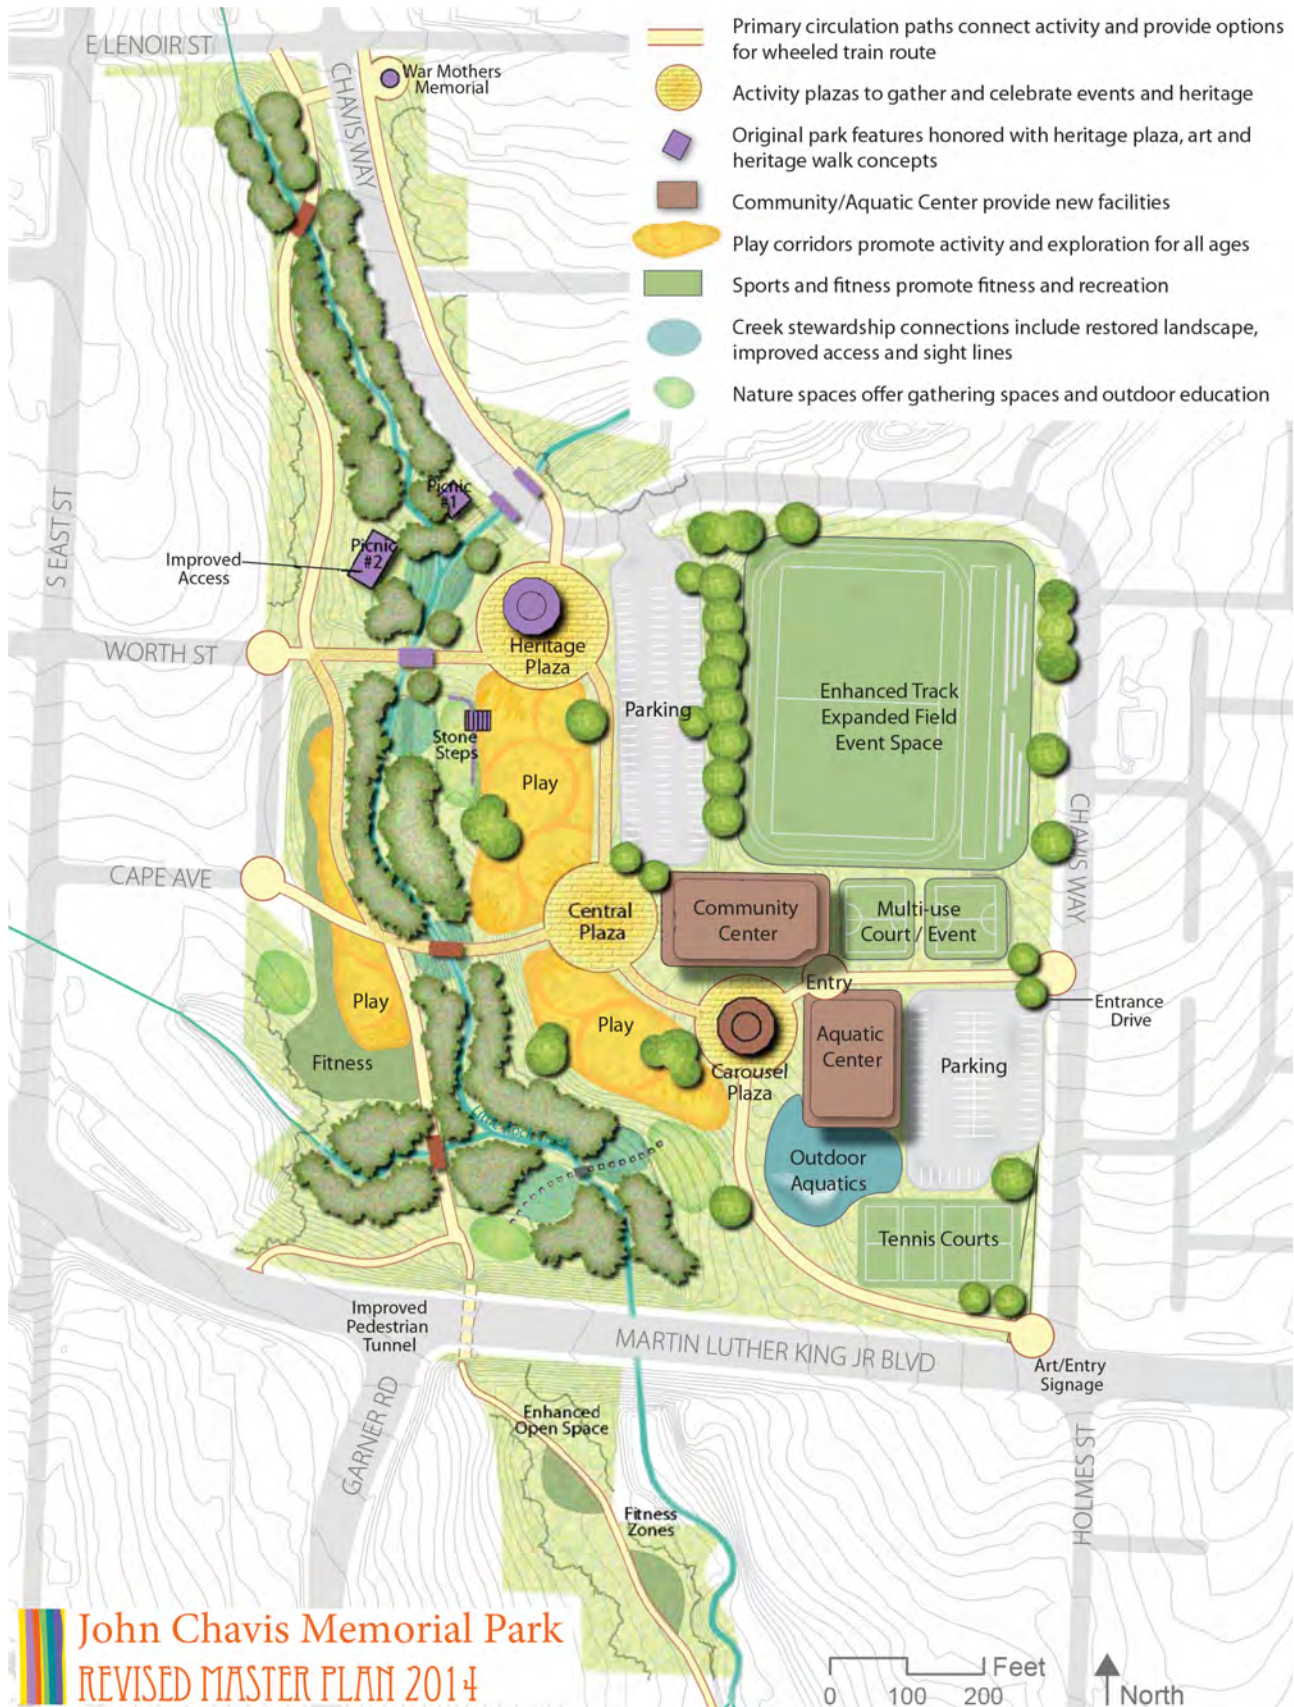 E LENOIR ST
CHAVIS WAY
War Mothers
Memorial
Primary circulation paths connect activity and provide options
for wheeled train route
Activity plazas to gather and celebrate events and heritage
Original park features honored with heritage plaza, art and
heritage walk concepts
Community/Aquatic Center provide new facilities
Play corridors promote activity and exploration for all ages
Sports and fitness promote fitness and recreation
Creek stewardship connections include restored landscape,
improved access and sight lines
Nature spaces offer gathering spaces and outdoor education
S EAST ST
Picnic
#1
Picnic
#2
Improved
Access
WORTH ST
Heritage
Plaza
Parking
Enhanced Track
Expanded Field
Event Space
Stone
Steps
Play
CHAVIS WAY
CAPE AVE
Central
Plaza
Community
Center
Multi-use
Court / Event
Entry
Play
Play
Entrance
Drive
Fitness
Carousel
Plaza
Aquatic
Center
Parking
Outdoor
Aquatics
Tennis Courts
Improved
Pedestrian
Tunnel
MARTIN LUTHER KING JR BLVD
Art/Entry
Signage
GARNER RD
Enhanced
Open Space
HOLMES ST
Fitness
Zones
John Chavis Memorial Park
REVISED MASTER PLAN 2014
Feet
0 100 200
North